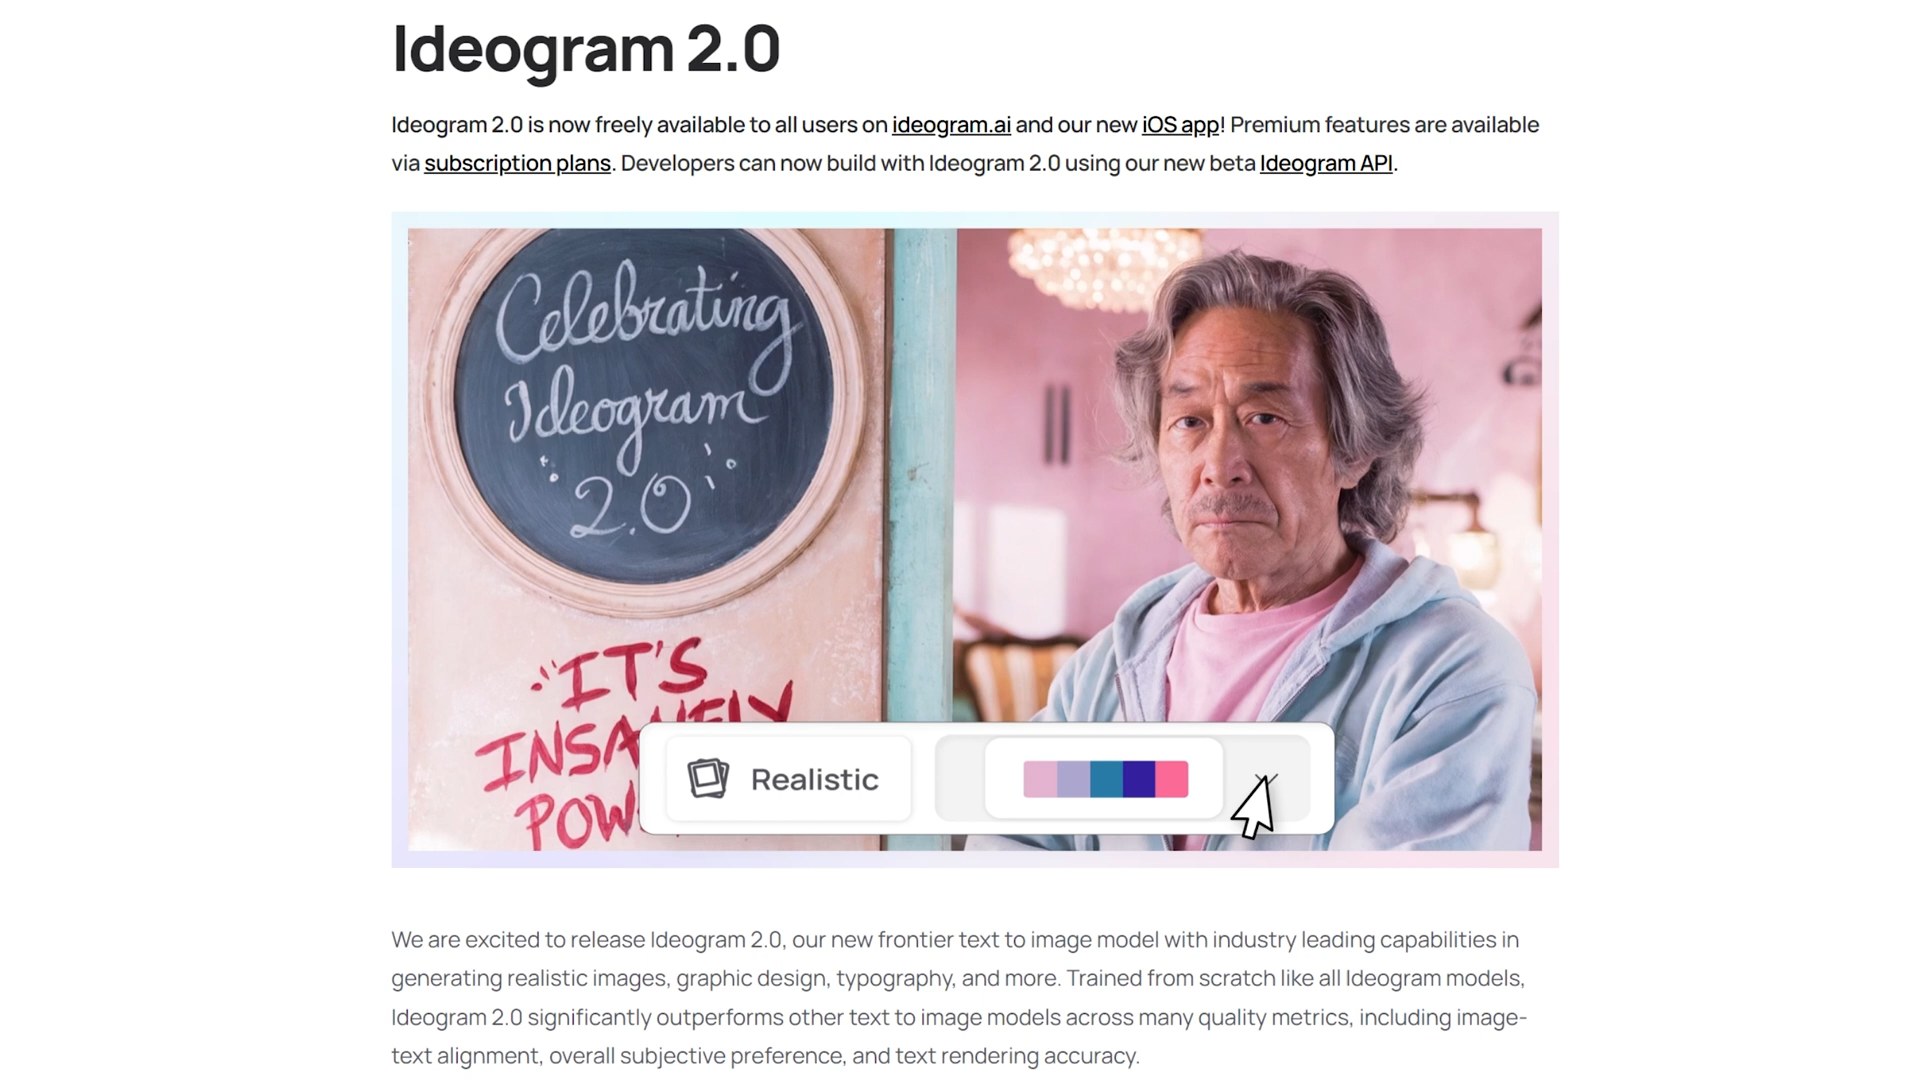 Ideogram 2.0
Ideogram 2.0 is now freely available to all users on ideogram.ai and our new iOS app! Premium features are available
via subscription plans. Developers can now build with Ideogram 2.0 using our new beta Ideogram API.
Celebrating
Ideogram
2.0
"IT'S
INSANELY
POW
Realistic
We are excited to release Ideogram 2.0, our new frontier text to image model with industry leading capabilities in
generating realistic images, graphic design, typography, and more. Trained from scratch like all Ideogram models,
Ideogram 2.0 significantly outperforms other text to image models across many quality metrics, including image-
text alignment, overall subjective preference, and text rendering accuracy.